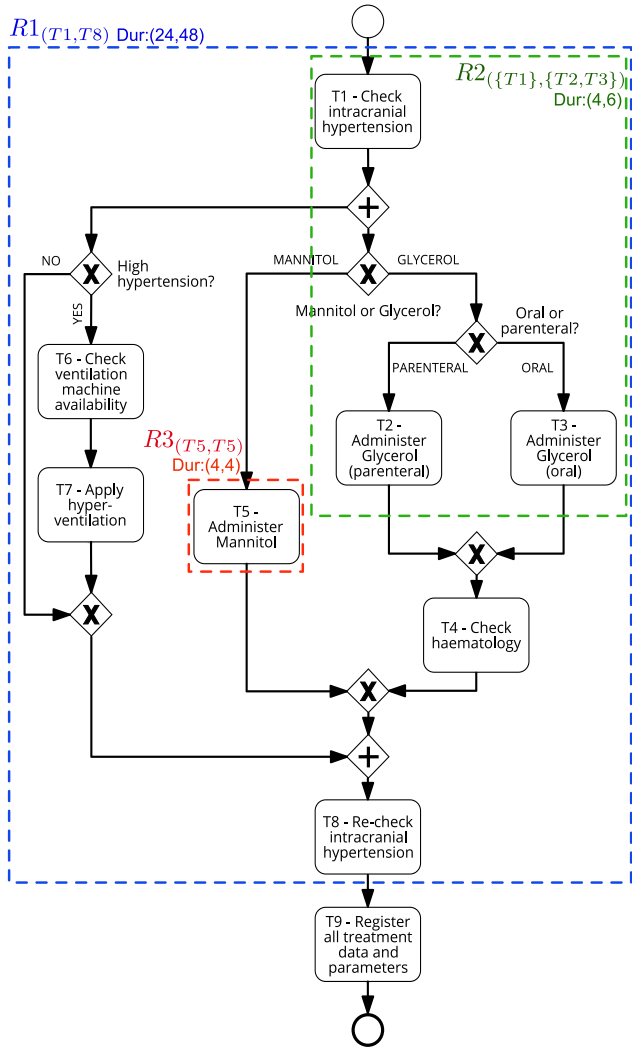 R1(T1,T8) Dur:(24,48)
R2({T1},{T2,T3})
Dur:(4,6)
T1 - Check
intracranial
hypertension
+
MANNITOL
GLYCEROL
NO
X
High
hypertension?
X
Mannitol or Glycerol?
Oral or
parenteral?
X
YES
PARENTERAL
ORAL
T6 - Check
ventilation
machine
availability
T2 -
Administer
Glycerol
(parenteral)
T3 -
Administer
Glycerol
(oral)
R3(T5,T5)
Dur:(4,4)
T7 - Apply
hyper-
ventilation
T5 -
Administer
Mannitol
X
X
T4 - Check
haematology
X
+
T8 - Re-check
intracranial
hypertension
T9 - Register
all treatment
data and
parameters